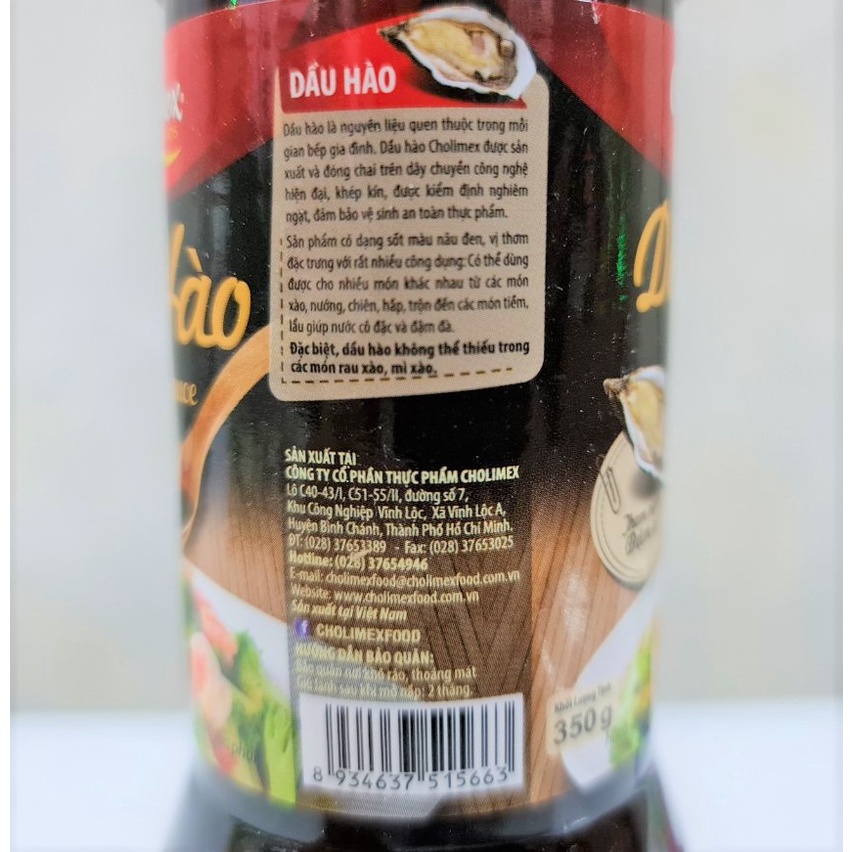 DẦU HÀO
Dầu hào là nguyên liệu quen thuộc trong mỗi
gian bếp gia đình. Dầu hào Cholimex được sản
xuất và đóng chai trên dây chuyền công nghệ
hiện đại, khép kín, được kiểm định nghiêm
ngặt, đảm bảo vệ sinh an toàn thực phẩm.
Sản phẩm có dạng sốt màu nâu đen, vị thơm
đặc trưng với rất nhiều công dụng: Có thể dùng
được cho nhiều món khác nhau từ các món
xào, nướng, chiên, hấp, trộn đến các món tiềm,
lẩu giúp nước cô đặc và đậm đà.
Đặc biệt, dầu hào không thể thiếu trong
các món rau xào, mì xào.
hào
SẢN XUẤT TẠI
CÔNG TY CỔ PHẦN THỰC PHẨM CHOLIMEX
Lô C40-43/I, C51-55/II, đường số 7,
Khu Công Nghiệp Vĩnh Lộc, Xã Vĩnh Lộc A,
Huyện Bình Chánh, Thành Phố Hồ Chí Minh.
ĐT: (028) 37653389 - Fax: (028) 37653025
Hotline: (028) 37654946
E-mail: cholimexfood@cholimexfood.com.vn
Website: www.cholimexfood.com.vn
Sản xuất tại Việt Nam
CHOLIMEXFOOD
HƯỚNG DẪN BẢO QUẢN:
Bảo quản nơi khô ráo, thoáng mát
Giữ lạnh sau khi mở nắp: 2 tháng.
8 934637 515663
Khối Lượng Tịnh
350 g